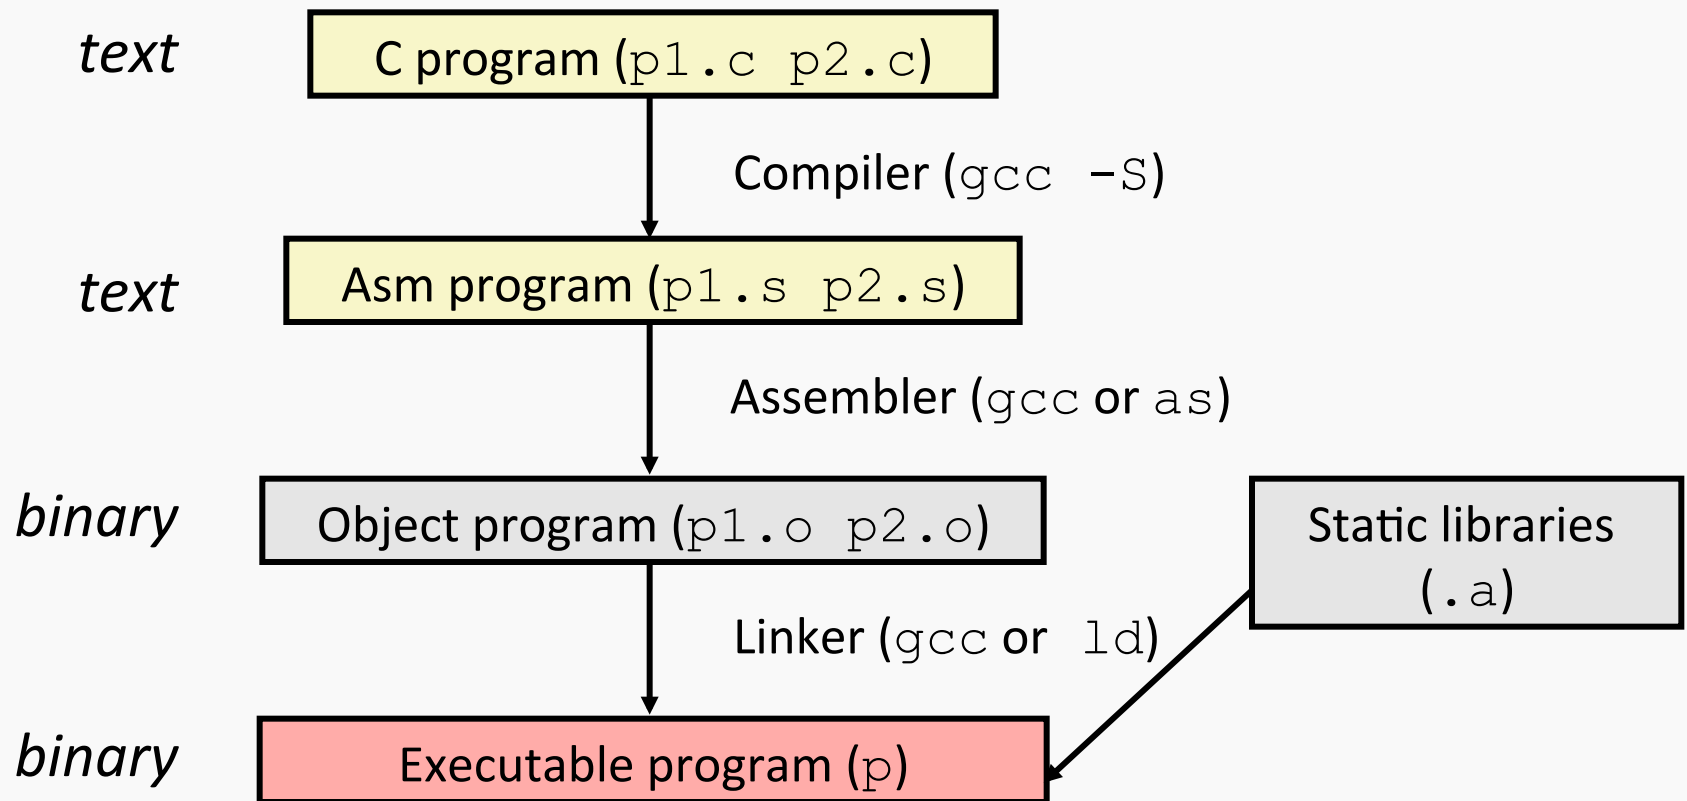 text
C program (p1.c p2.c)
Compiler (gcc -S)
text
Asm program (p1.s p2.s)
Assembler (gcc or as)
binary
Object program (p1.o p2.o)
Static libraries
(.a)
Linker (gcc or ld)
binary
Executable program (p)